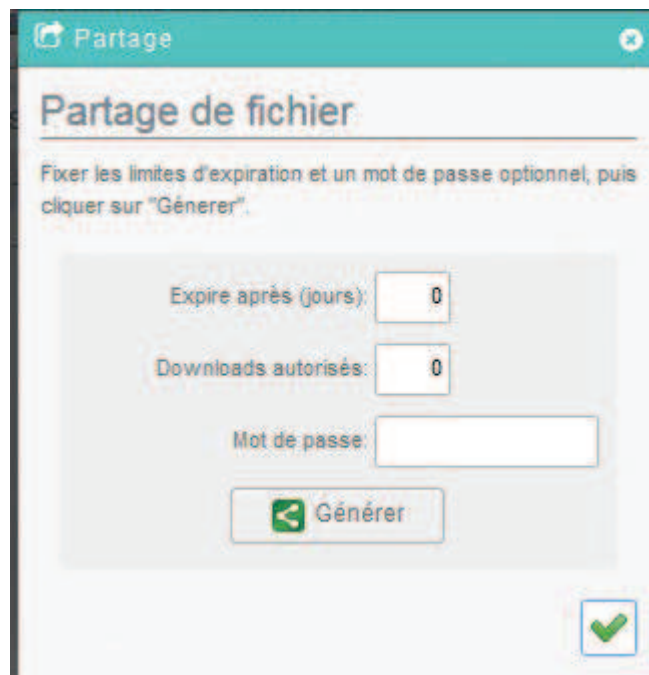 Partage
Partage de fichier
Fixer les limites d'expiration et un mot de passe optionnel, puis
cliquer sur "Génerer".
Expire après (jours): 0
Downloads autorisés: 0
Mot de passe:
Générer